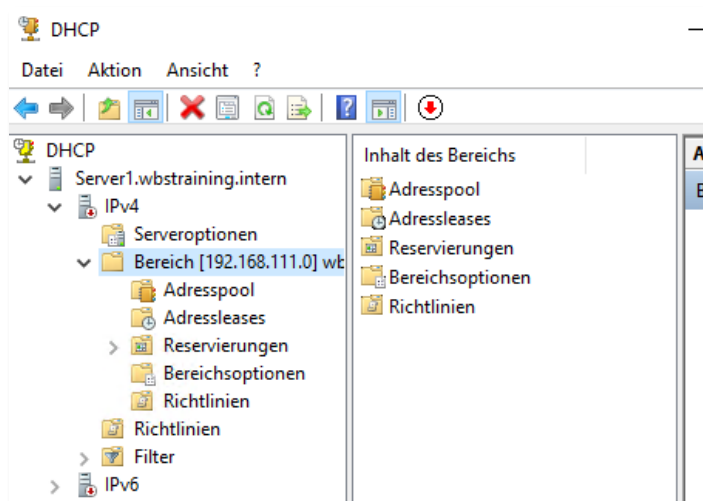 DHCP
Datei Aktion Ansicht ?
DHCP
Server1.wbstraining.intern
IPv4
Serveroptionen
Bereich [192.168.111.0] wb
Adresspool
Adressleases
Reservierungen
Bereichsoptionen
Richtlinien
Richtlinien
Filter
IPv6
Inhalt des Bereichs
Adresspool
Adressleases
Reservierungen
Bereichsoptionen
Richtlinien
A